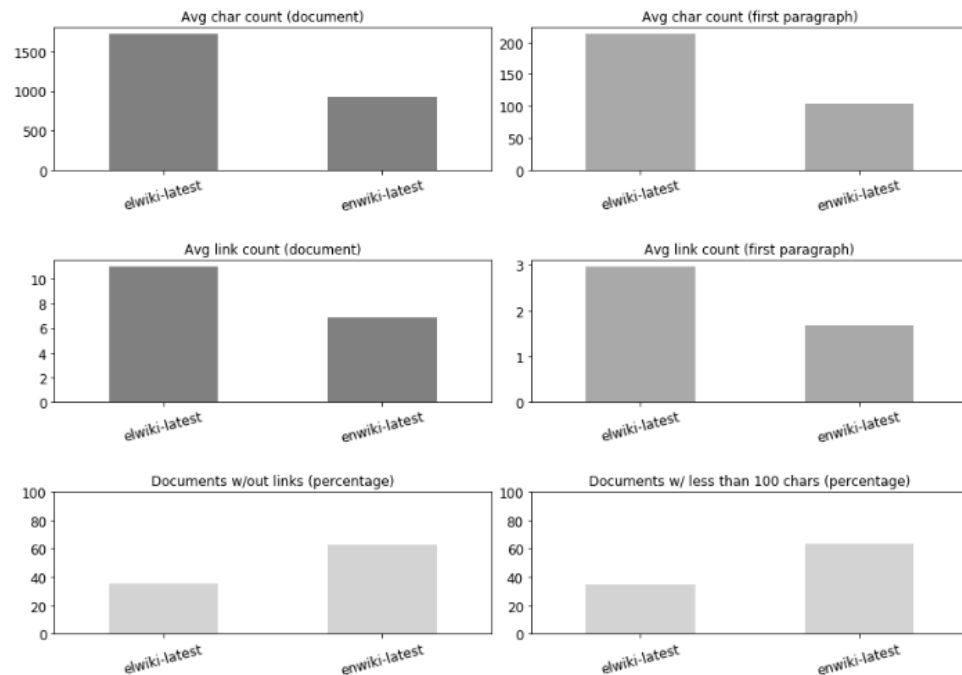 Avg char count (document)
1500
1000
500
0
elwiki-latest
enwiki-latest
Avg char count (first paragraph)
200
150
100
50
0
elwiki-latest
enwiki-latest
Avg link count (document)
10
8
6
4
2
0
elwiki-latest
enwiki-latest
Avg link count (first paragraph)
3
2
1
0
elwiki-latest
enwiki-latest
Documents w/out links (percentage)
100
80
60
40
20
0
elwiki-latest
enwiki-latest
Documents w/ less than 100 chars (percentage)
100
80
60
40
20
0
elwiki-latest
enwiki-latest